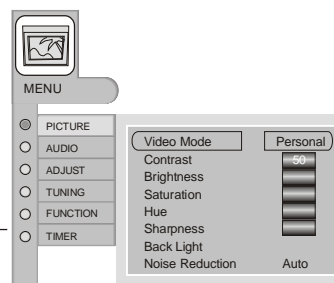 MENU
PICTURE
AUDIO
ADJUST
TUNING
FUNCTION
TIMER
Video Mode Personal
Contrast 50
Brightness
Saturation
Hue
Sharpness
Back Light
Noise Reduction Auto